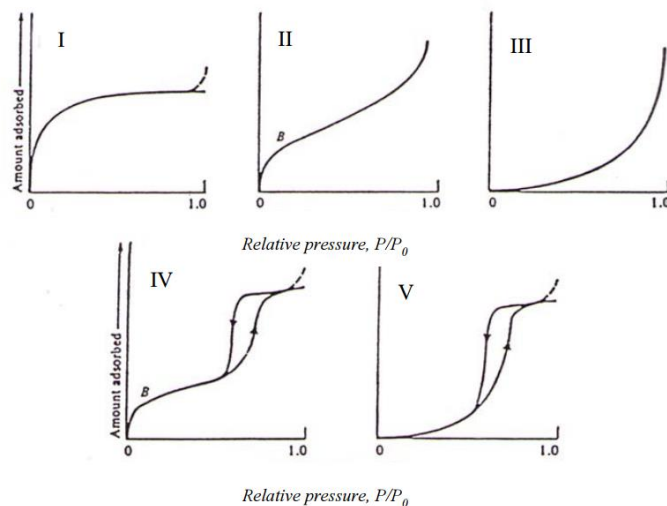 I
II
III
Amount adsorbed
B
0
1.0
0
1.0
0
1.0
Relative pressure, P/P0
IV
V
Amount adsorbed
B
0
1.0
0
1.0
Relative pressure, P/P0